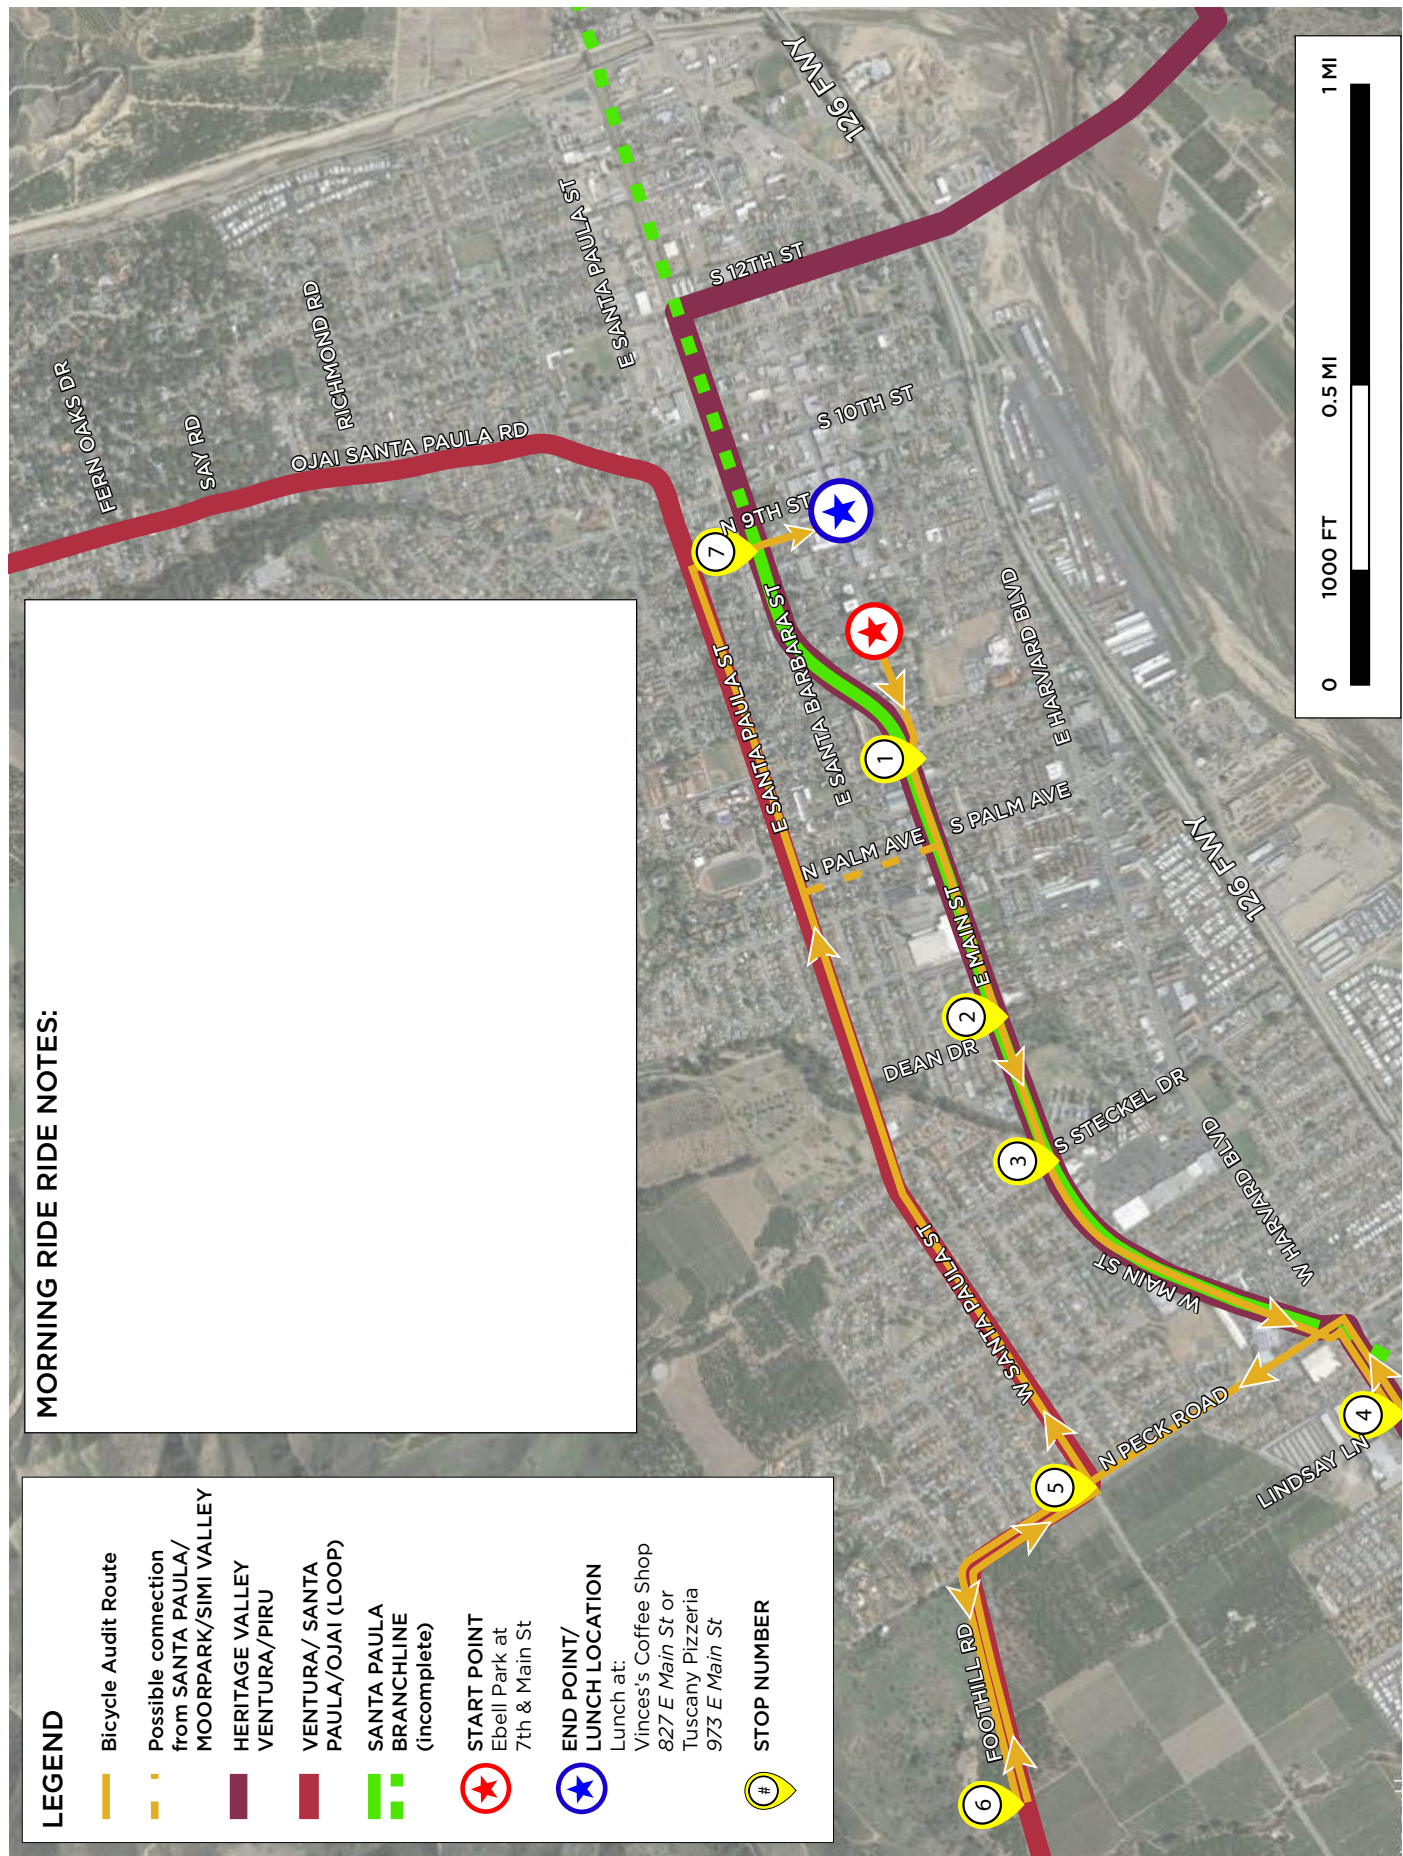 MORNING RIDE RIDE NOTES:
LEGEND
Bicycle Audit Route
Possible connection
from SANTA PAULA/
MOORPARK/SIMI VALLEY
HERITAGE VALLEY
VENTURA/PIRU
VENTURA/ SANTA
PAULA/OJAI (LOOP)
SANTA PAULA
BRANCHLINE
(incomplete)
START POINT
Ebell Park at
7th & Main St
END POINT/
LUNCH LOCATION
Lunch at:
Vinces's Coffee Shop
827 E Main St or
Tuscany Pizzeria
973 E Main St
#
STOP NUMBER
FERN OAKS DR
SAY RD
RICHMOND RD
OJAI SANTA PAULA RD
E SANTA PAULA ST
126 FWY
S 12TH ST
S 10TH ST
N 9TH ST
7
E SANTA PAULA ST
E SANTA BARBARA ST
1
E HARVARD BLVD
N PALM AVE
S PALM AVE
E MAIN ST
126 FWY
2
DEAN DR
3
S STECKEL DR
W HARVARD BLVD
W MAIN ST
W SANTA PAULA ST
N PECK ROAD
4
LINDSAY LN
5
FOOTHILL RD
6
0
1000 FT
0.5 MI
1 MI